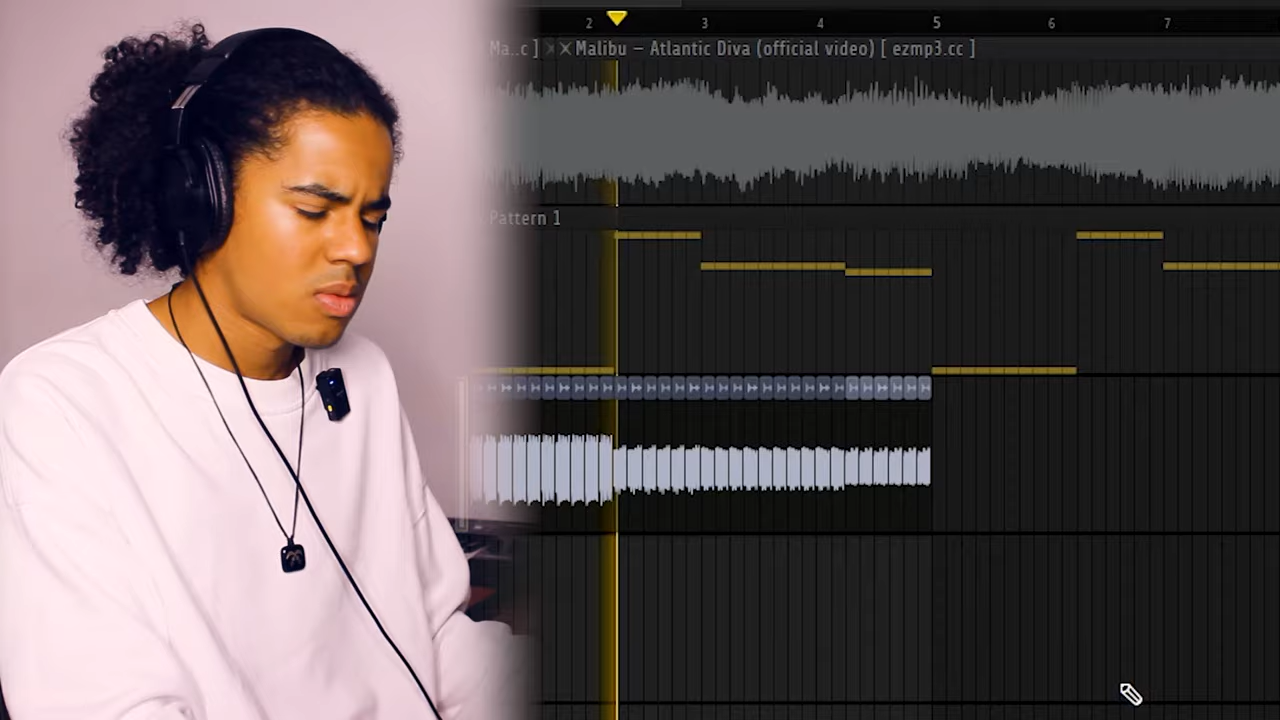 2 3 4 5 6 7
Ma..c ] Malibu – Atlantic Diva (official video) [ ezmp3.cc ]
Pattern 1